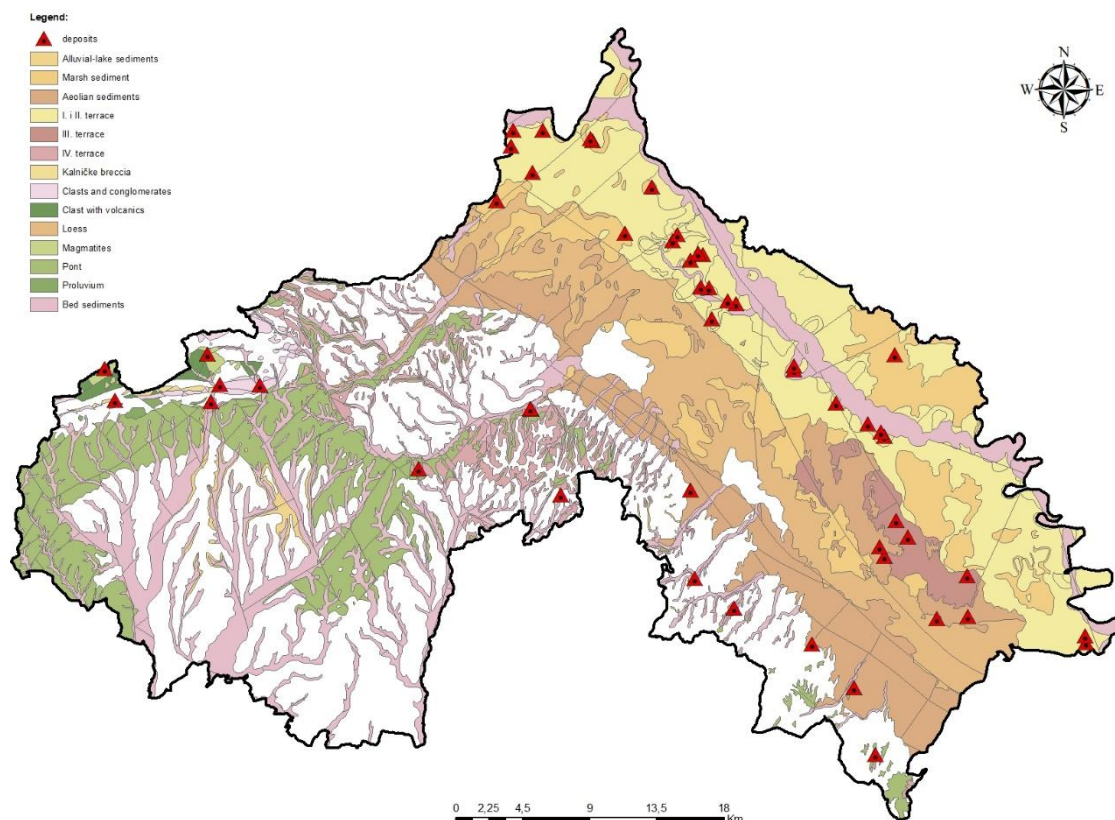 Legend:
deposits
Alluvial-lake sediments
Marsh sediment
Aeolian sediments
I. i II. terrace
III. terrace
IV. terrace
Kalničke breccia
Clasts and conglomerates
Clast with volcanics
Loess
Magmatites
Pont
Proluvium
Bed sediments
N
W E
S
0 2,25 4,5 9 13,5 18
Km